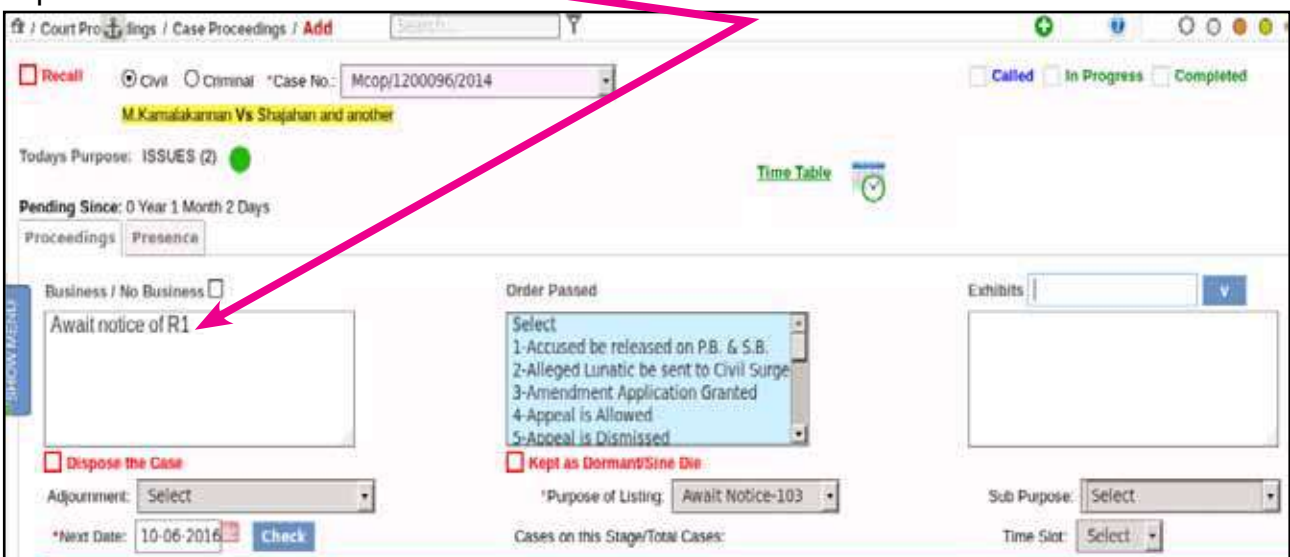 / Court Pro dings / Case Proceedings / Add Search...
Recall Civil Criminal *Case No.: Mcop/1200096/2014 Called In Progress Completed
M.Kamalakannan Vs Shajahan and another
Todays Purpose: ISSUES (2)
Time Table
Pending Since: 0 Year 1 Month 2 Days
Proceedings Presence
Business / No Business Order Passed Exhibits V
SHOW MENU
Await notice of R1
Select
1-Accused be released on P.B. & S.B.
2-Alleged Lunatic be sent to Civil Surge
3-Amendment Application Granted
4-Appeal is Allowed
5-Appeal is Dismissed
Dispose the Case Kept as Dormant/Sine Die
Adjournment: Select *Purpose of Listing: Await Notice-103 Sub Purpose: Select
*Next Date: 10-06-2016 Check Cases on this Stage/Total Cases: Time Slot: Select